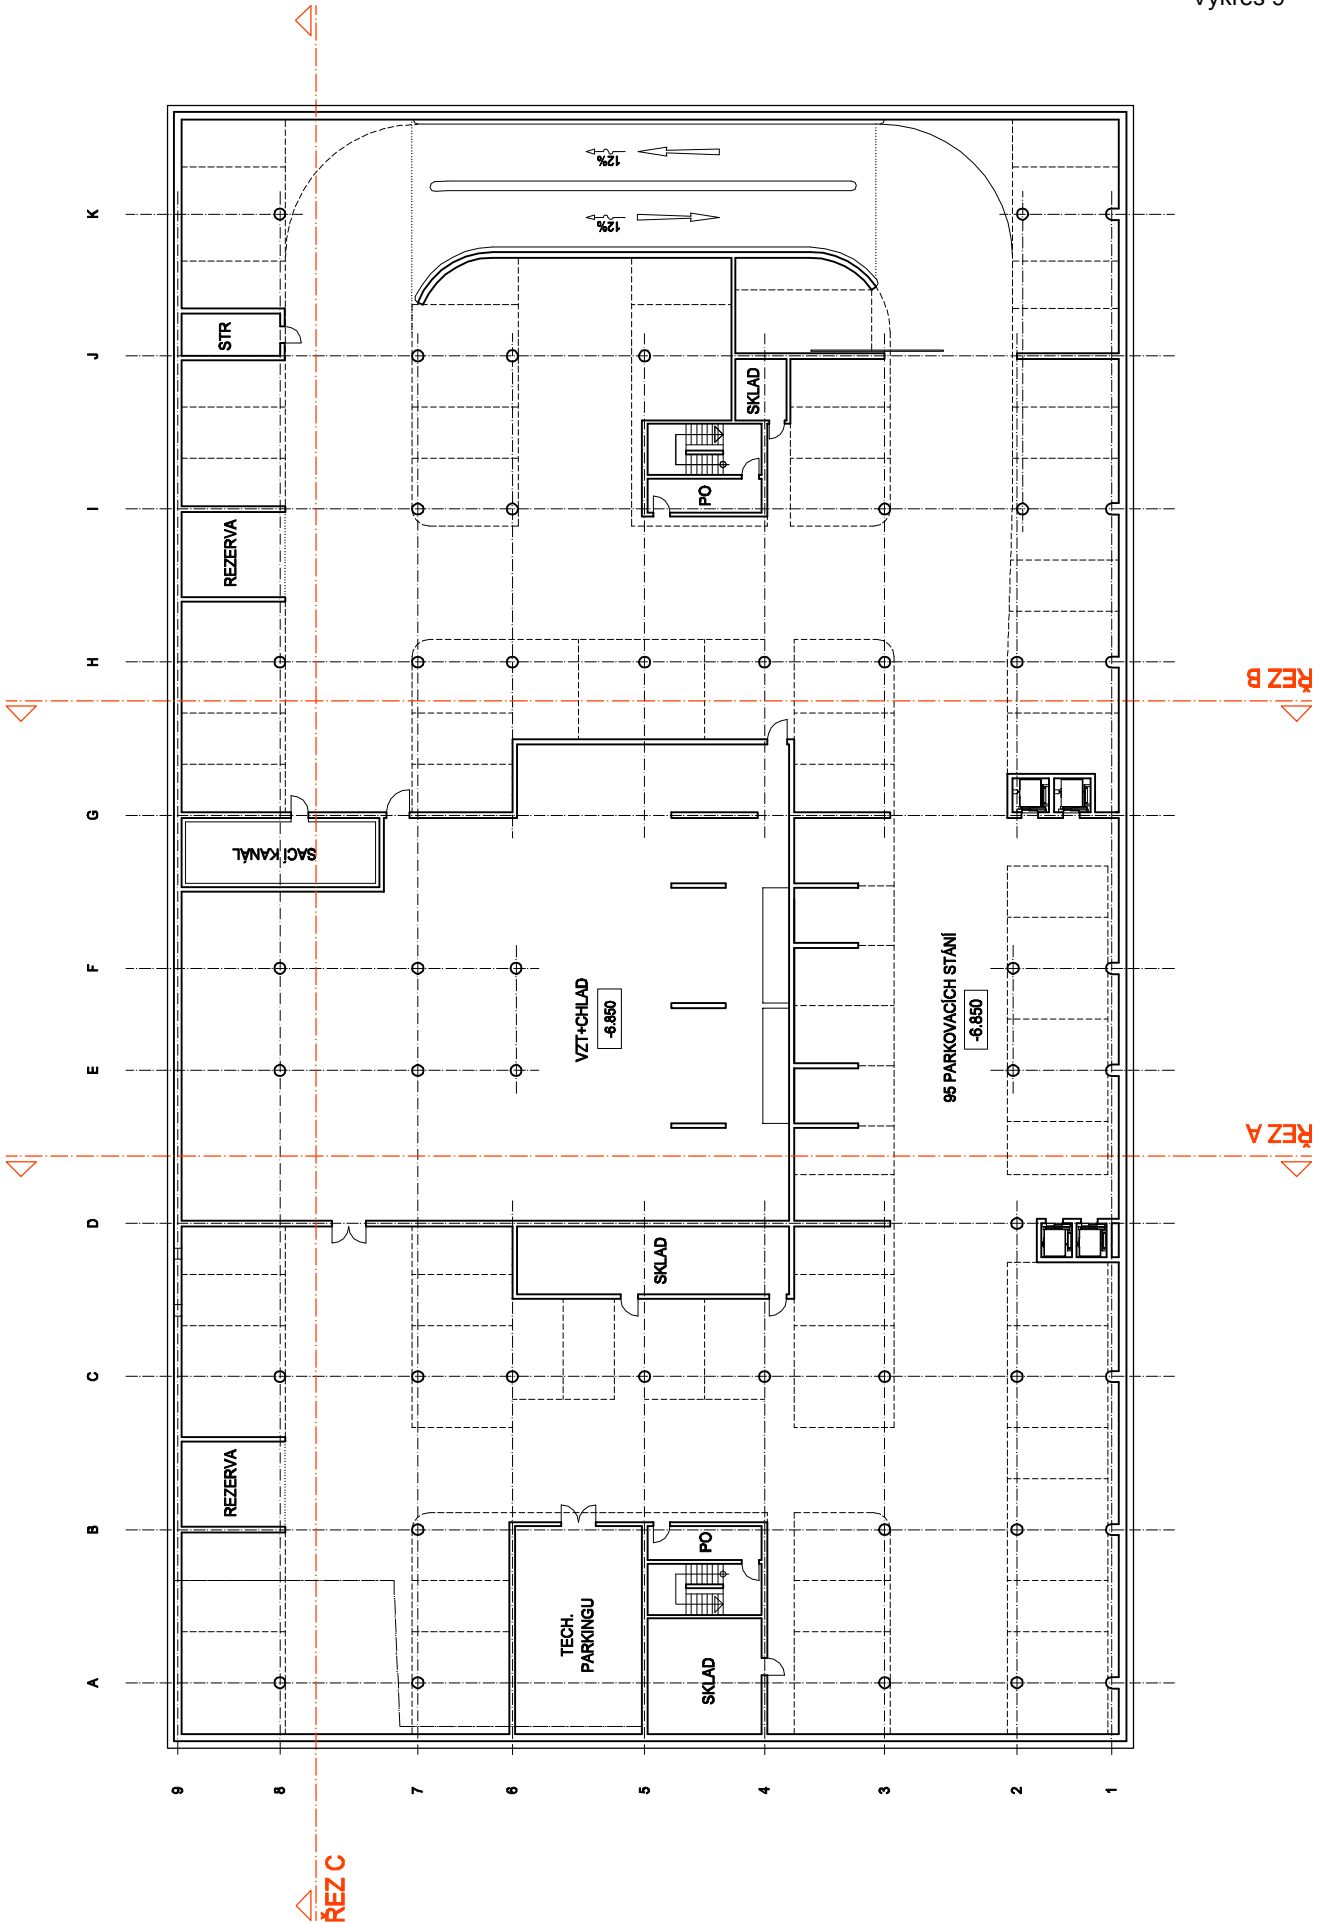 Výkres 9
K
J
I
H
G
F
E
D
C
B
A
12%
12%
STR
SKLAD
PO
REZERVA
ŘEZ B
SACÍ KANÁL
VZT+CHLAD
-6.850
95 PARKOVACÍCH STÁNÍ
-6.850
ŘEZ A
SKLAD
REZERVA
PO
TECH.
PARKINGU
SKLAD
9
8
7
6
5
4
3
2
1
ŘEZ C